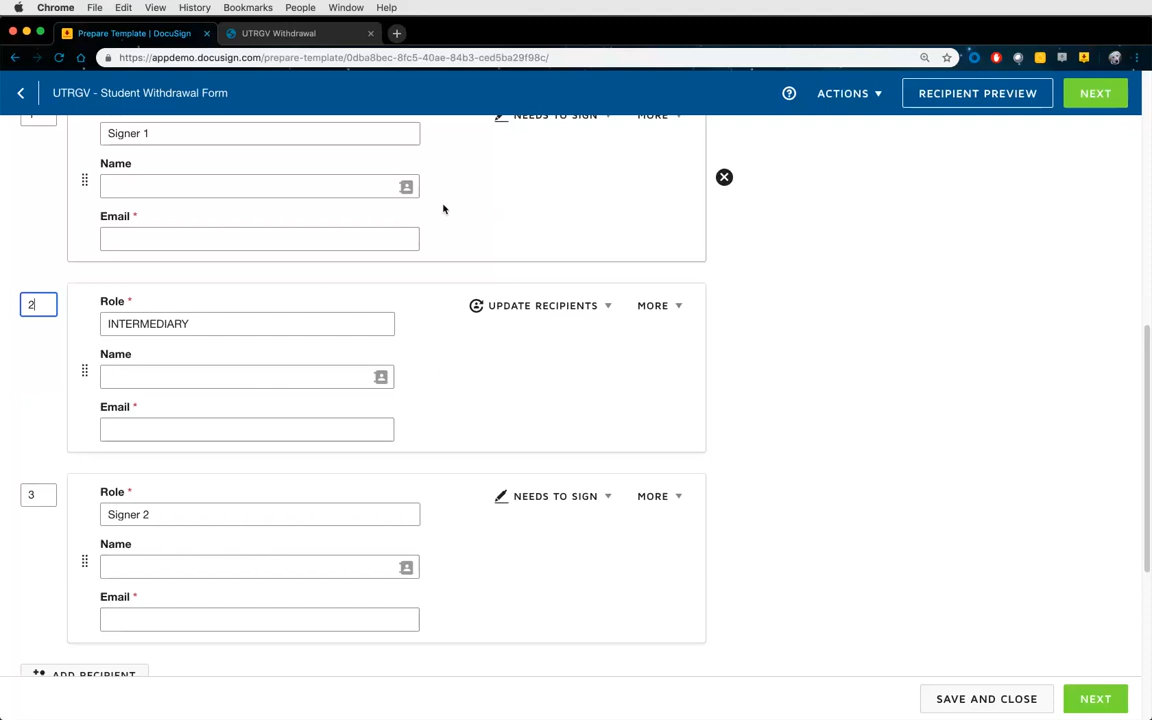 Chrome File Edit View History Bookmarks People Window Help
Prepare Template | DocuSign
UTRGV Withdrawal
https://appdemo.docusign.com/prepare-template/0dba8bec-8fc5-40ae-84b3-ced5ba29f98c/
UTRGV - Student Withdrawal Form
ACTIONS
RECIPIENT PREVIEW
NEXT
1
NEEDS TO SIGN
MORE
Signer 1
Name
Email *
2
Role *
UPDATE RECIPIENTS
MORE
INTERMEDIARY
Name
Email *
3
Role *
NEEDS TO SIGN
MORE
Signer 2
Name
Email *
ADD RECIPIENT
SAVE AND CLOSE
NEXT